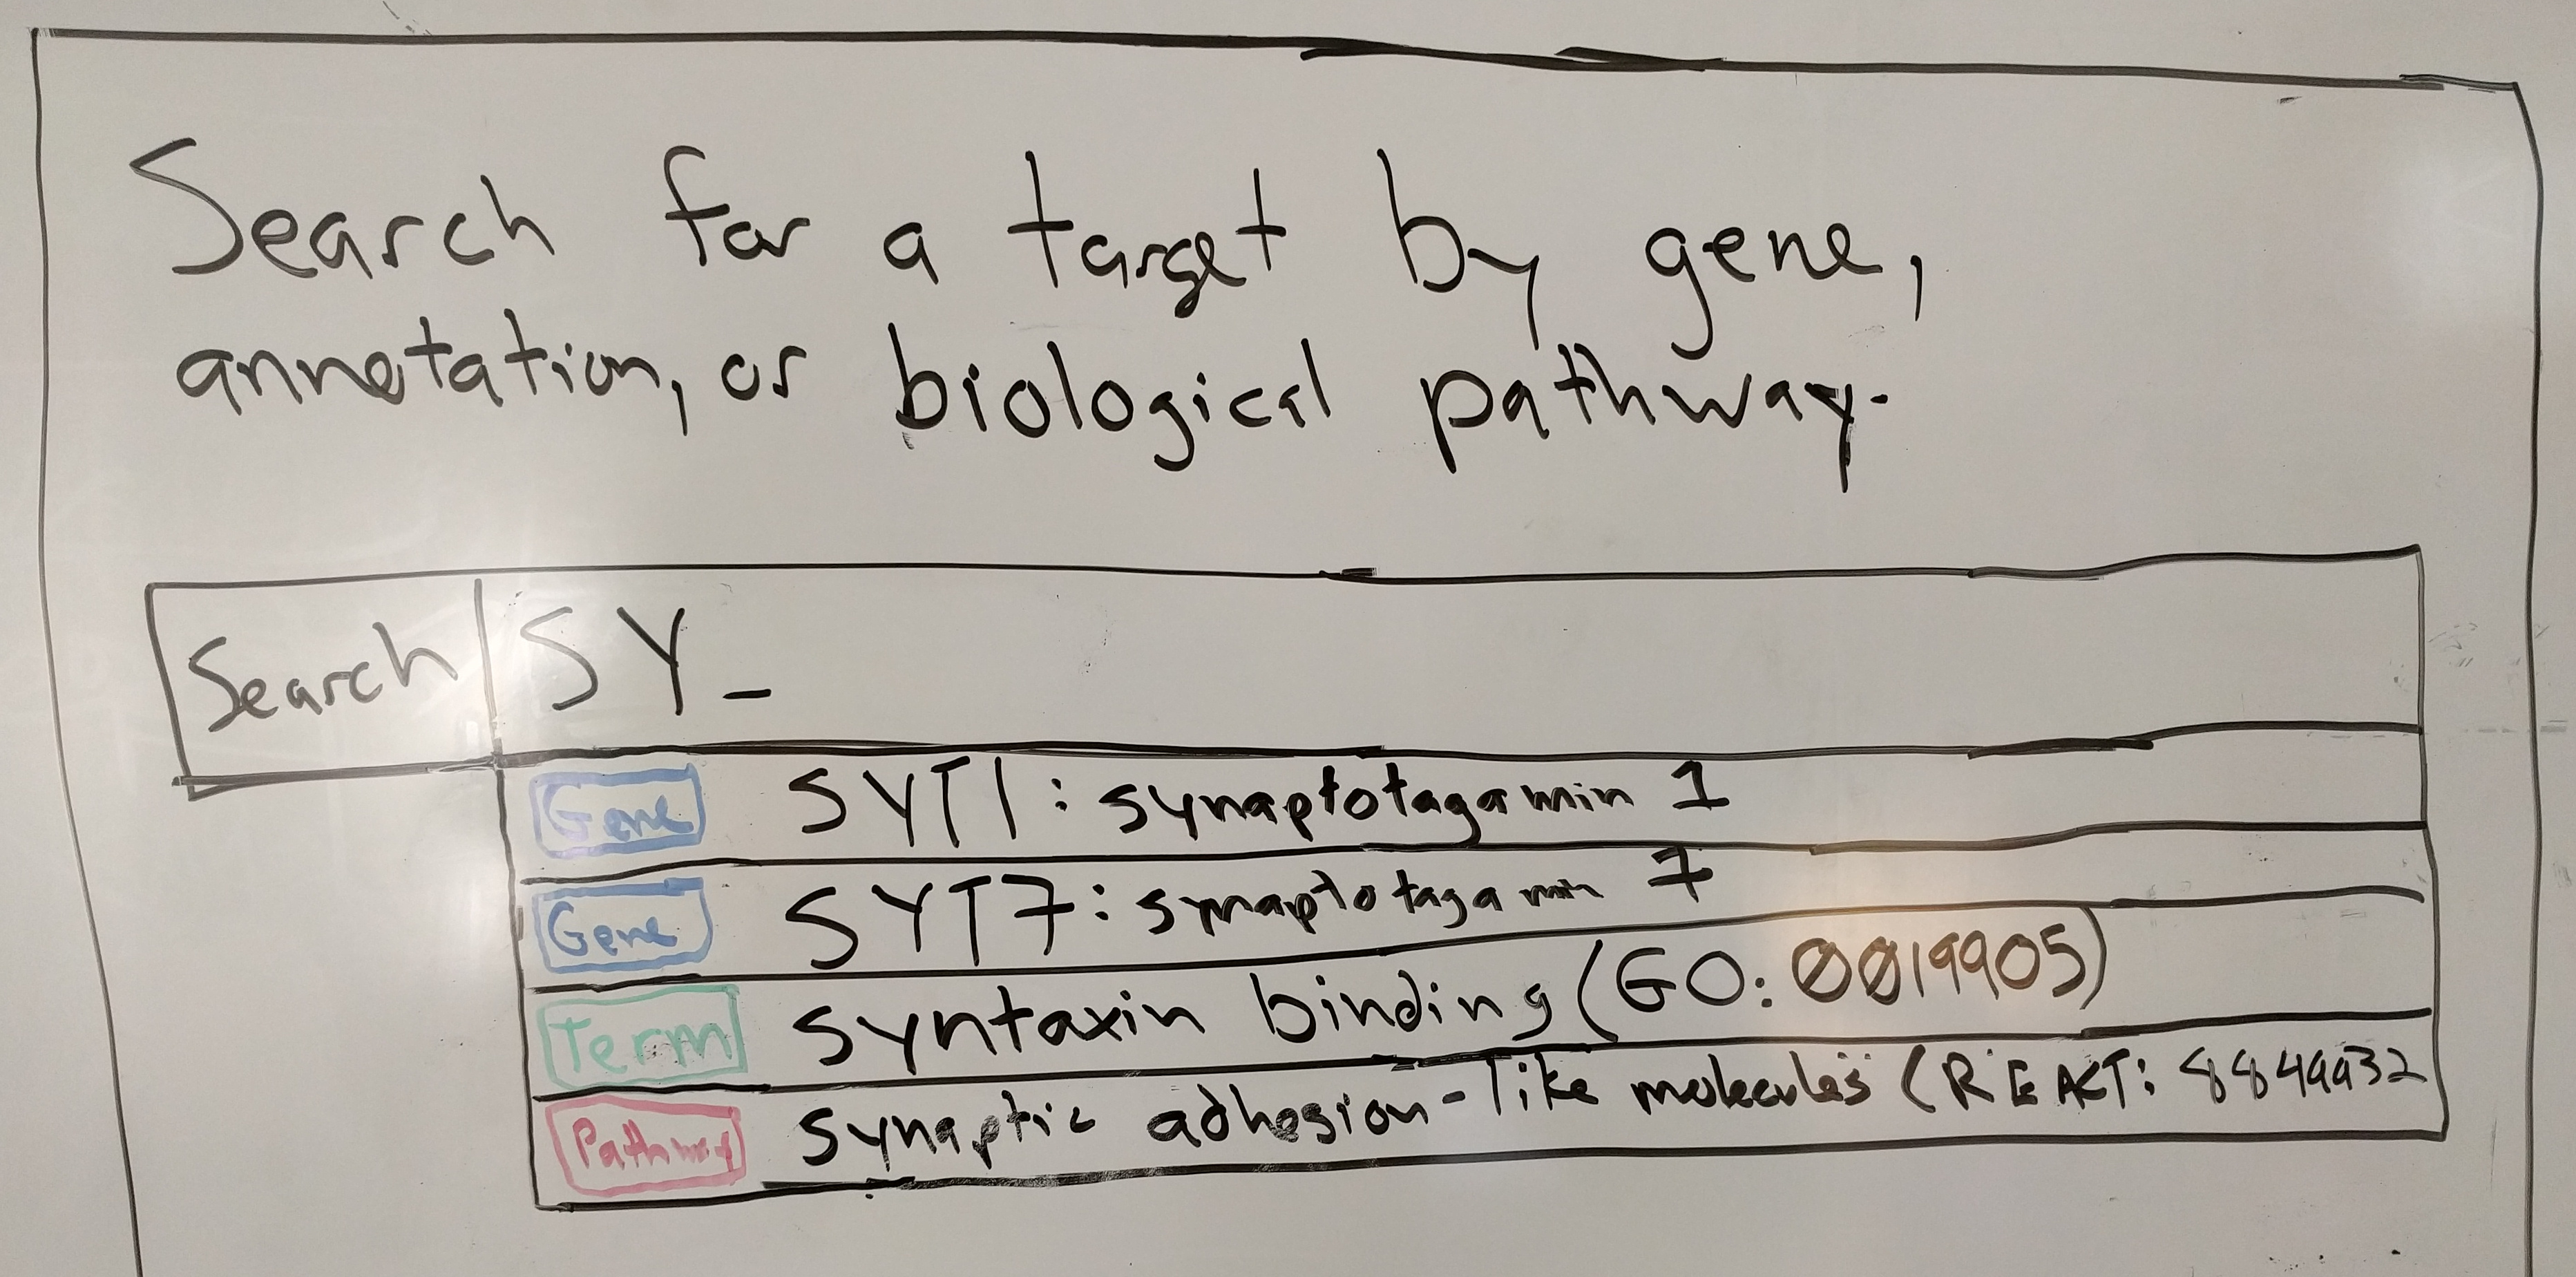 Search for a target by gene,
annotation, or biological pathway.
Search SY_
Gene SYT1: synaptotagamin 1
Gene SYT7: synaptotagamin 7
Term syntaxin binding (GO: 0019905)
Pathway synaptic adhesion-like molecules (REACT: 8849932